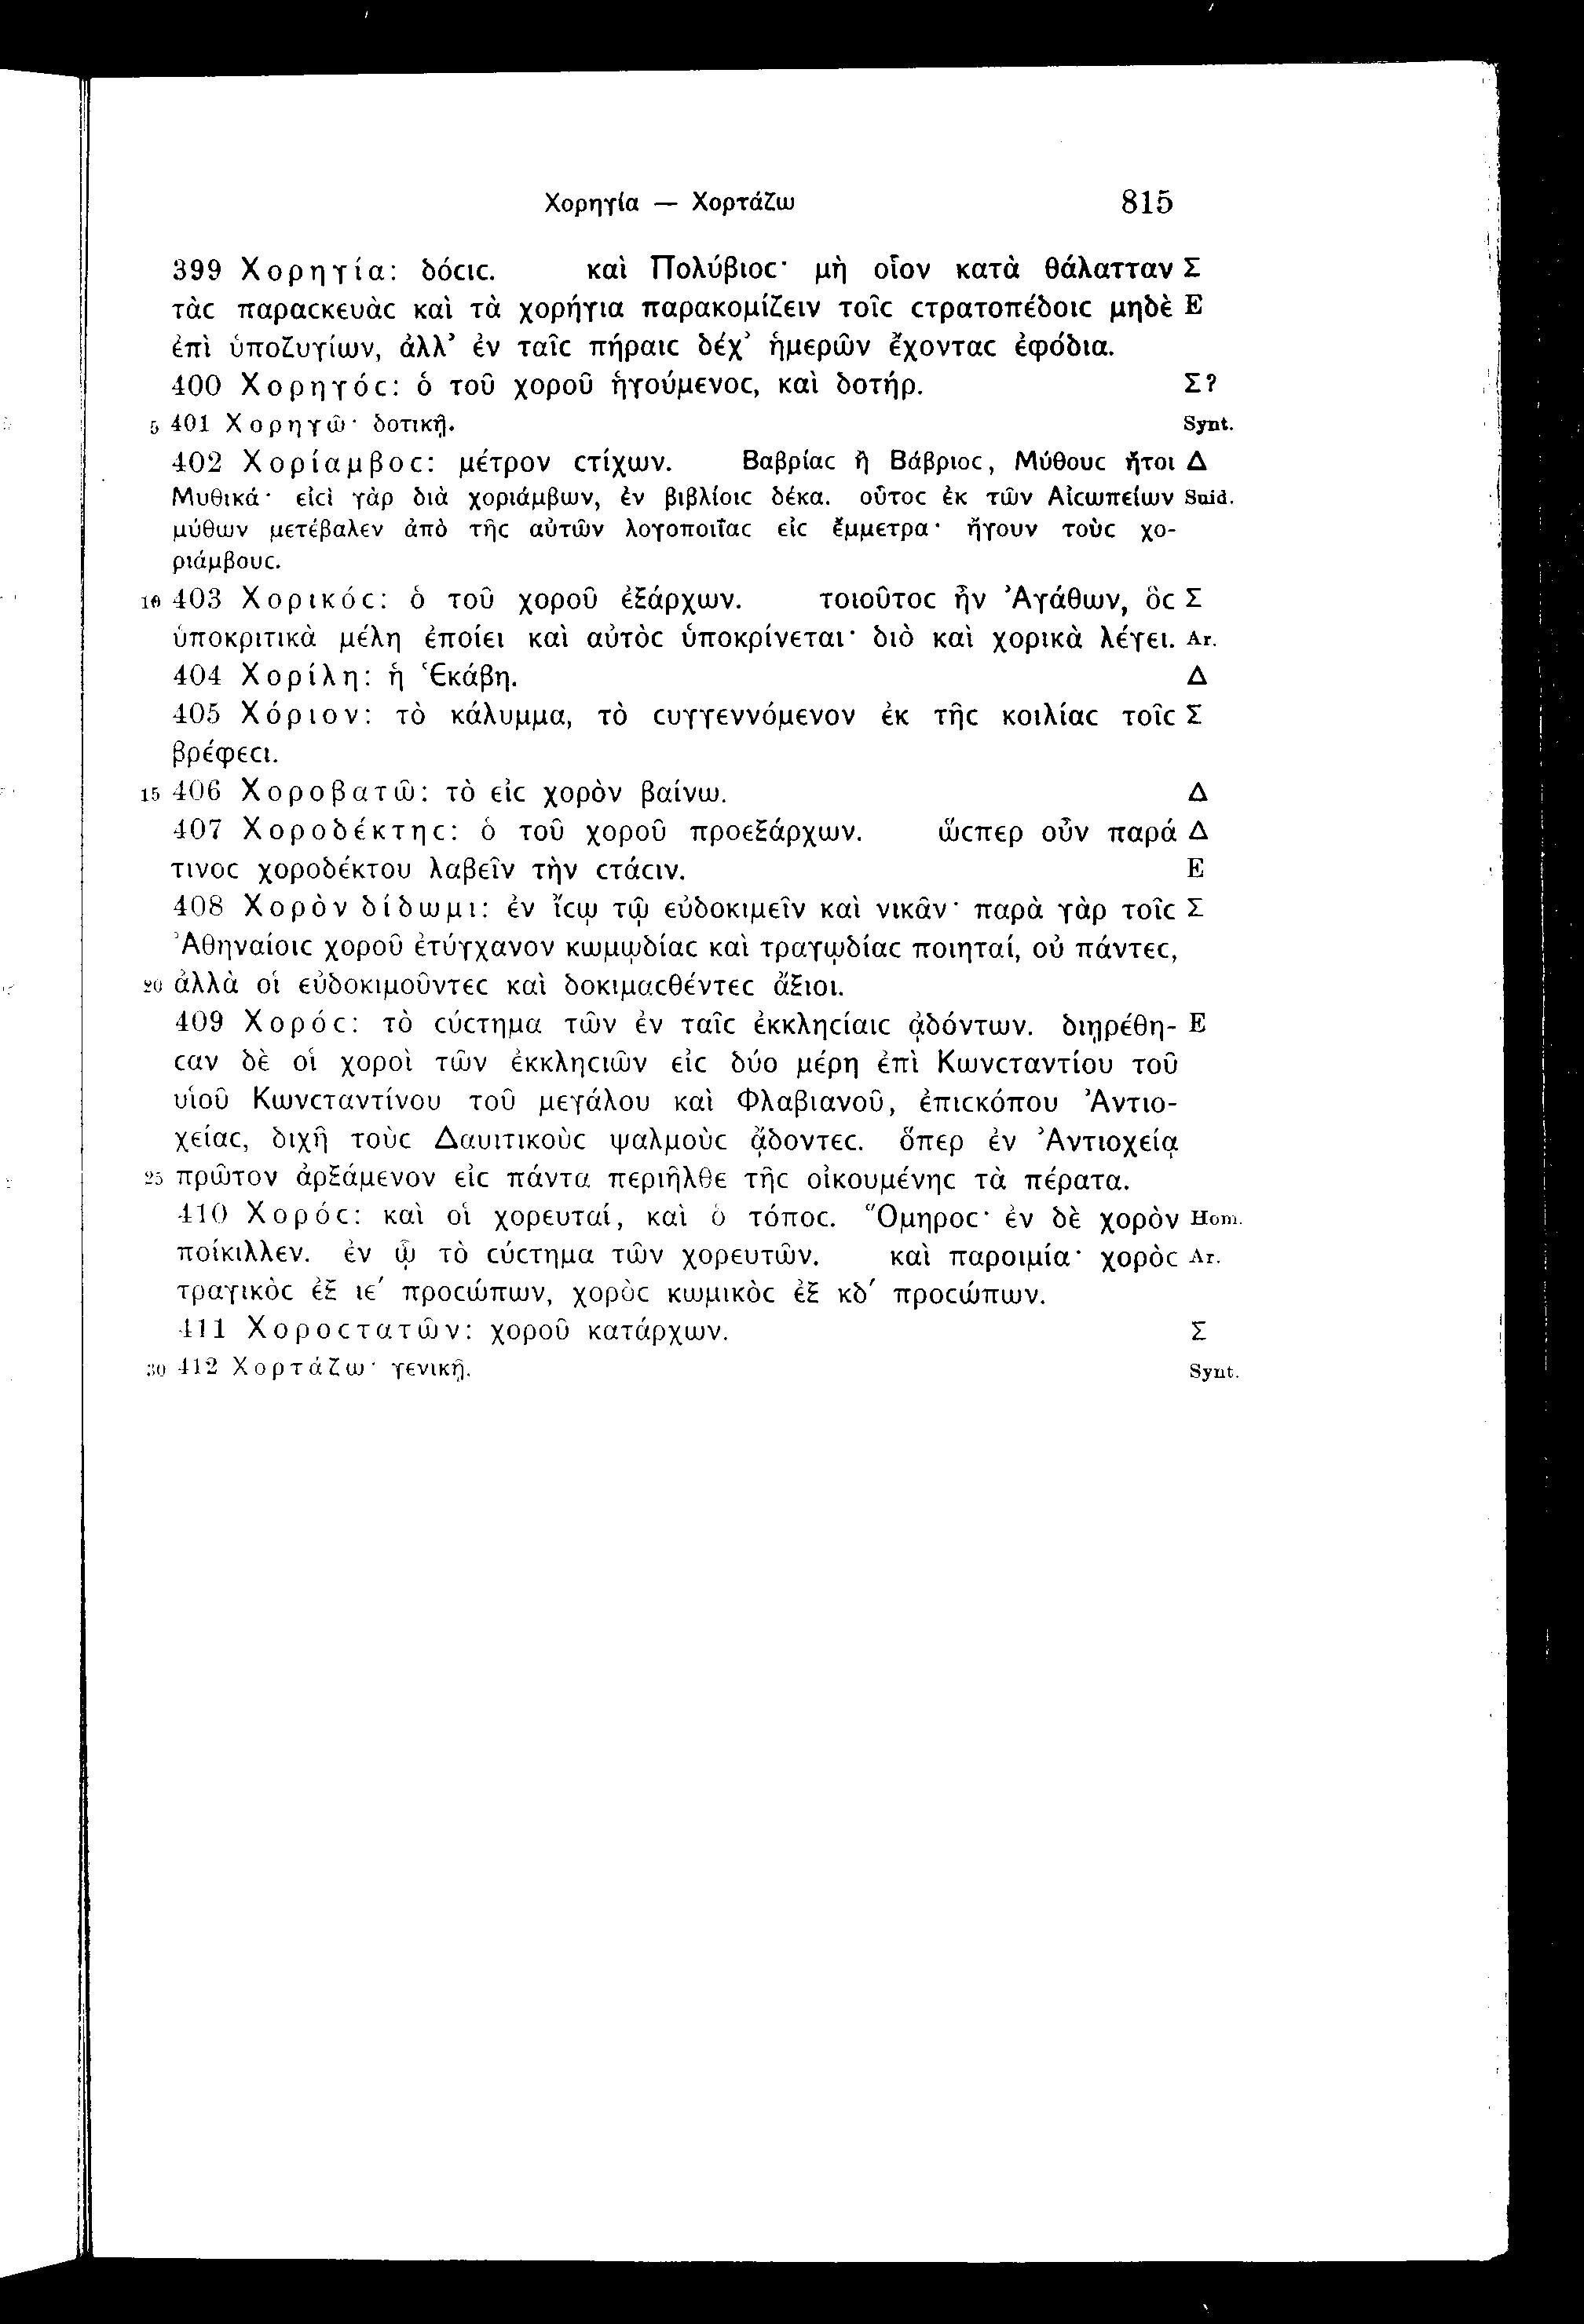 Χορηγία — Χορτάζω 815
399 Χορηγία: δόϲιϲ. καὶ Πολύβιοϲ· μὴ οἷον κατὰ θάλατταν Σ
τὰϲ παραϲκευὰϲ καὶ τὰ χορήγια παρακομίζειν τοῖϲ ϲτρατοπέδοιϲ μηδὲ Ε
ἐπὶ ὑποζυγίων, ἀλλ’ ἐν ταῖϲ πήραιϲ δέχ’ ἡμερῶν ἔχονταϲ ἐφόδια.
400 Χορηγόϲ: ὁ τοῦ χοροῦ ἡγούμενοϲ, καὶ δοτήρ. Σ?
5 401 Χορηγῶ· δοτικῇ. Synt.
402 Χορίαμβοϲ: μέτρον ϲτίχων. Βαβρίαϲ ἢ Βάβριοϲ, Μύθουϲ ἤτοι Δ
Μυθικά· εἰϲὶ γὰρ διὰ χοριάμβων, ἐν βιβλίοιϲ δέκα. οὗτοϲ ἐκ τῶν Αἰϲωπείων Suid.
μύθων μετέβαλεν ἀπὸ τῆϲ αὐτῶν λογοποιΐαϲ εἰϲ ἔμμετρα· ἤγουν τοὺϲ χο-
ριάμβουϲ.
10 403 Χορικόϲ: ὁ τοῦ χοροῦ ἐξάρχων. τοιοῦτοϲ ἦν Ἀγάθων, ὃϲ Σ
ὑποκριτικὰ μέλη ἐποίει καὶ αὐτὸϲ ὑποκρίνεται· διὸ καὶ χορικὰ λέγει. Ar.
404 Χορίλη: ἡ Ἑκάβη. Δ
405 Χόριον: τὸ κάλυμμα, τὸ ϲυγγεννόμενον ἐκ τῆϲ κοιλίαϲ τοῖϲ Σ
βρέφεϲι.
15 406 Χοροβατῶ: τὸ εἰϲ χορὸν βαίνω. Δ
407 Χοροδέκτηϲ: ὁ τοῦ χοροῦ προεξάρχων. ὥϲπερ οὖν παρά Δ
τινοϲ χοροδέκτου λαβεῖν τὴν ϲτάϲιν. Ε
408 Χορὸν δίδωμι: ἐν ἴϲῳ τῷ εὐδοκιμεῖν καὶ νικᾶν· παρὰ γὰρ τοῖϲ Σ
Ἀθηναίοιϲ χοροῦ ἐτύγχανον κωμῳδίαϲ καὶ τραγῳδίαϲ ποιηταί, οὐ πάντεϲ,
20 ἀλλὰ οἱ εὐδοκιμοῦντεϲ καὶ δοκιμαϲθέντεϲ ἄξιοι.
409 Χορόϲ: τὸ ϲύϲτημα τῶν ἐν ταῖϲ ἐκκληϲίαιϲ ᾀδόντων. διῃρέθη- Ε
ϲαν δὲ οἱ χοροὶ τῶν ἐκκληϲιῶν εἰϲ δύο μέρη ἐπὶ Κωνϲταντίου τοῦ
υἱοῦ Κωνϲταντίνου τοῦ μεγάλου καὶ Φλαβιανοῦ, ἐπιϲκόπου Ἀντιο-
χείαϲ, διχῆ τοὺϲ Δαυιτικοὺϲ ψαλμοὺϲ ᾄδοντεϲ. ὅπερ ἐν Ἀντιοχείᾳ
25 πρῶτον ἀρξάμενον εἰϲ πάντα περιῆλθε τῆϲ οἰκουμένηϲ τὰ πέρατα.
410 Χορόϲ: καὶ οἱ χορευταί, καὶ ὁ τόποϲ. Ὅμηροϲ· ἐν δὲ χορὸν Hom.
ποίκιλλεν. ἐν ᾧ τὸ ϲύϲτημα τῶν χορευτῶν. καὶ παροιμία· χορὸϲ Ar.
τραγικὸϲ ἐξ ιε′ προϲώπων, χορὸϲ κωμικὸϲ ἐξ κδ′ προϲώπων.
411 Χοροϲτατῶν: χοροῦ κατάρχων. Σ
30 412 Χορτάζω· γενικῇ. Synt.